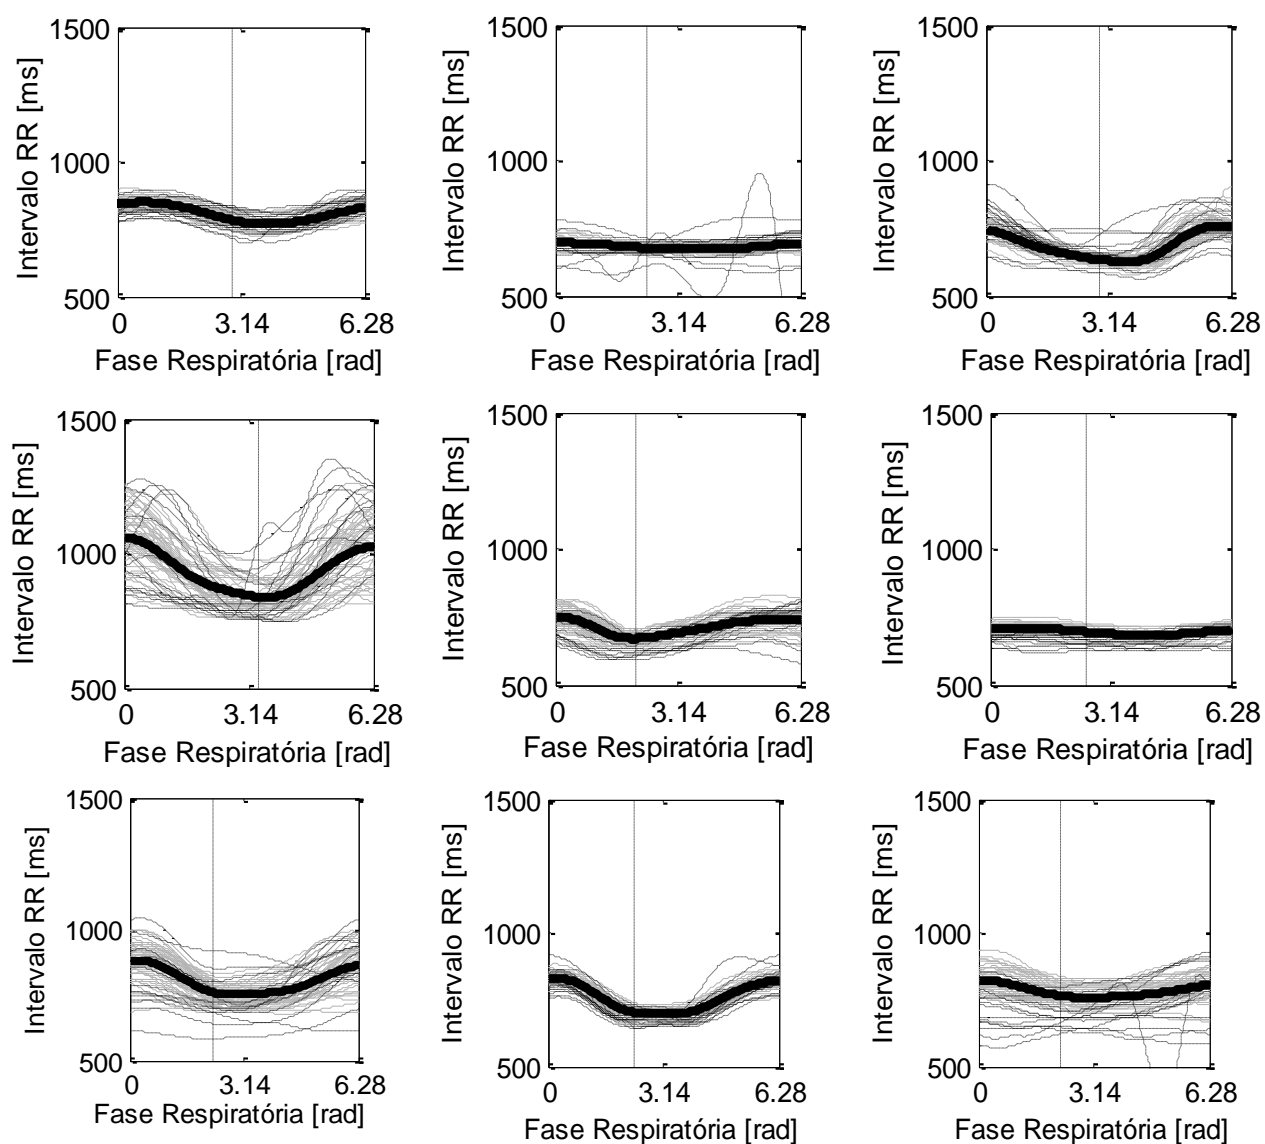 1500
1000
500
Intervalo RR [ms]
0 3.14 6.28
Fase Respiratória [rad]
1500
1000
500
Intervalo RR [ms]
0 3.14 6.28
Fase Respiratória [rad]
1500
1000
500
Intervalo RR [ms]
0 3.14 6.28
Fase Respiratória [rad]
1500
1000
500
Intervalo RR [ms]
0 3.14 6.28
Fase Respiratória [rad]
1500
1000
500
Intervalo RR [ms]
0 3.14 6.28
Fase Respiratória [rad]
1500
1000
500
Intervalo RR [ms]
0 3.14 6.28
Fase Respiratória [rad]
1500
1000
500
Intervalo RR [ms]
0 3.14 6.28
Fase Respiratória [rad]
1500
1000
500
Intervalo RR [ms]
0 3.14 6.28
Fase Respiratória [rad]
1500
1000
500
Intervalo RR [ms]
0 3.14 6.28
Fase Respiratória [rad]